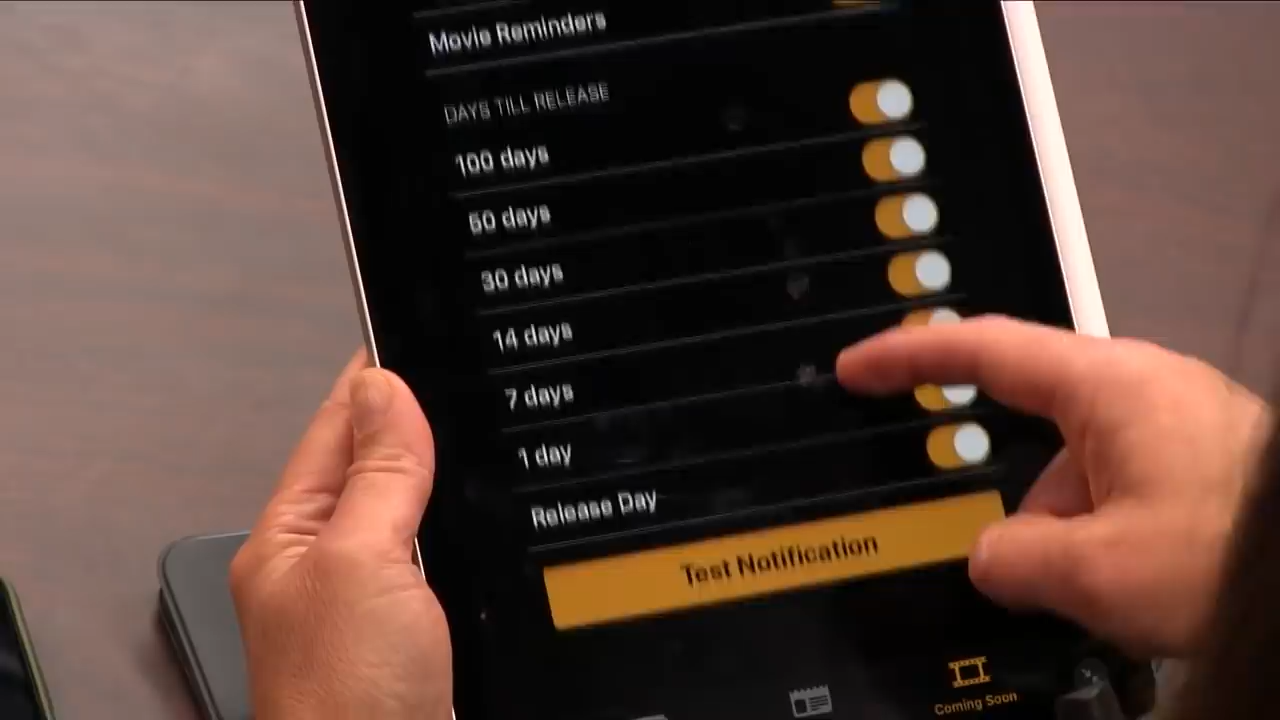 Movie Reminders
DAYS TILL RELEASE
100 days
50 days
30 days
14 days
7 days
1 day
Release Day
Test Notification
Coming Soon